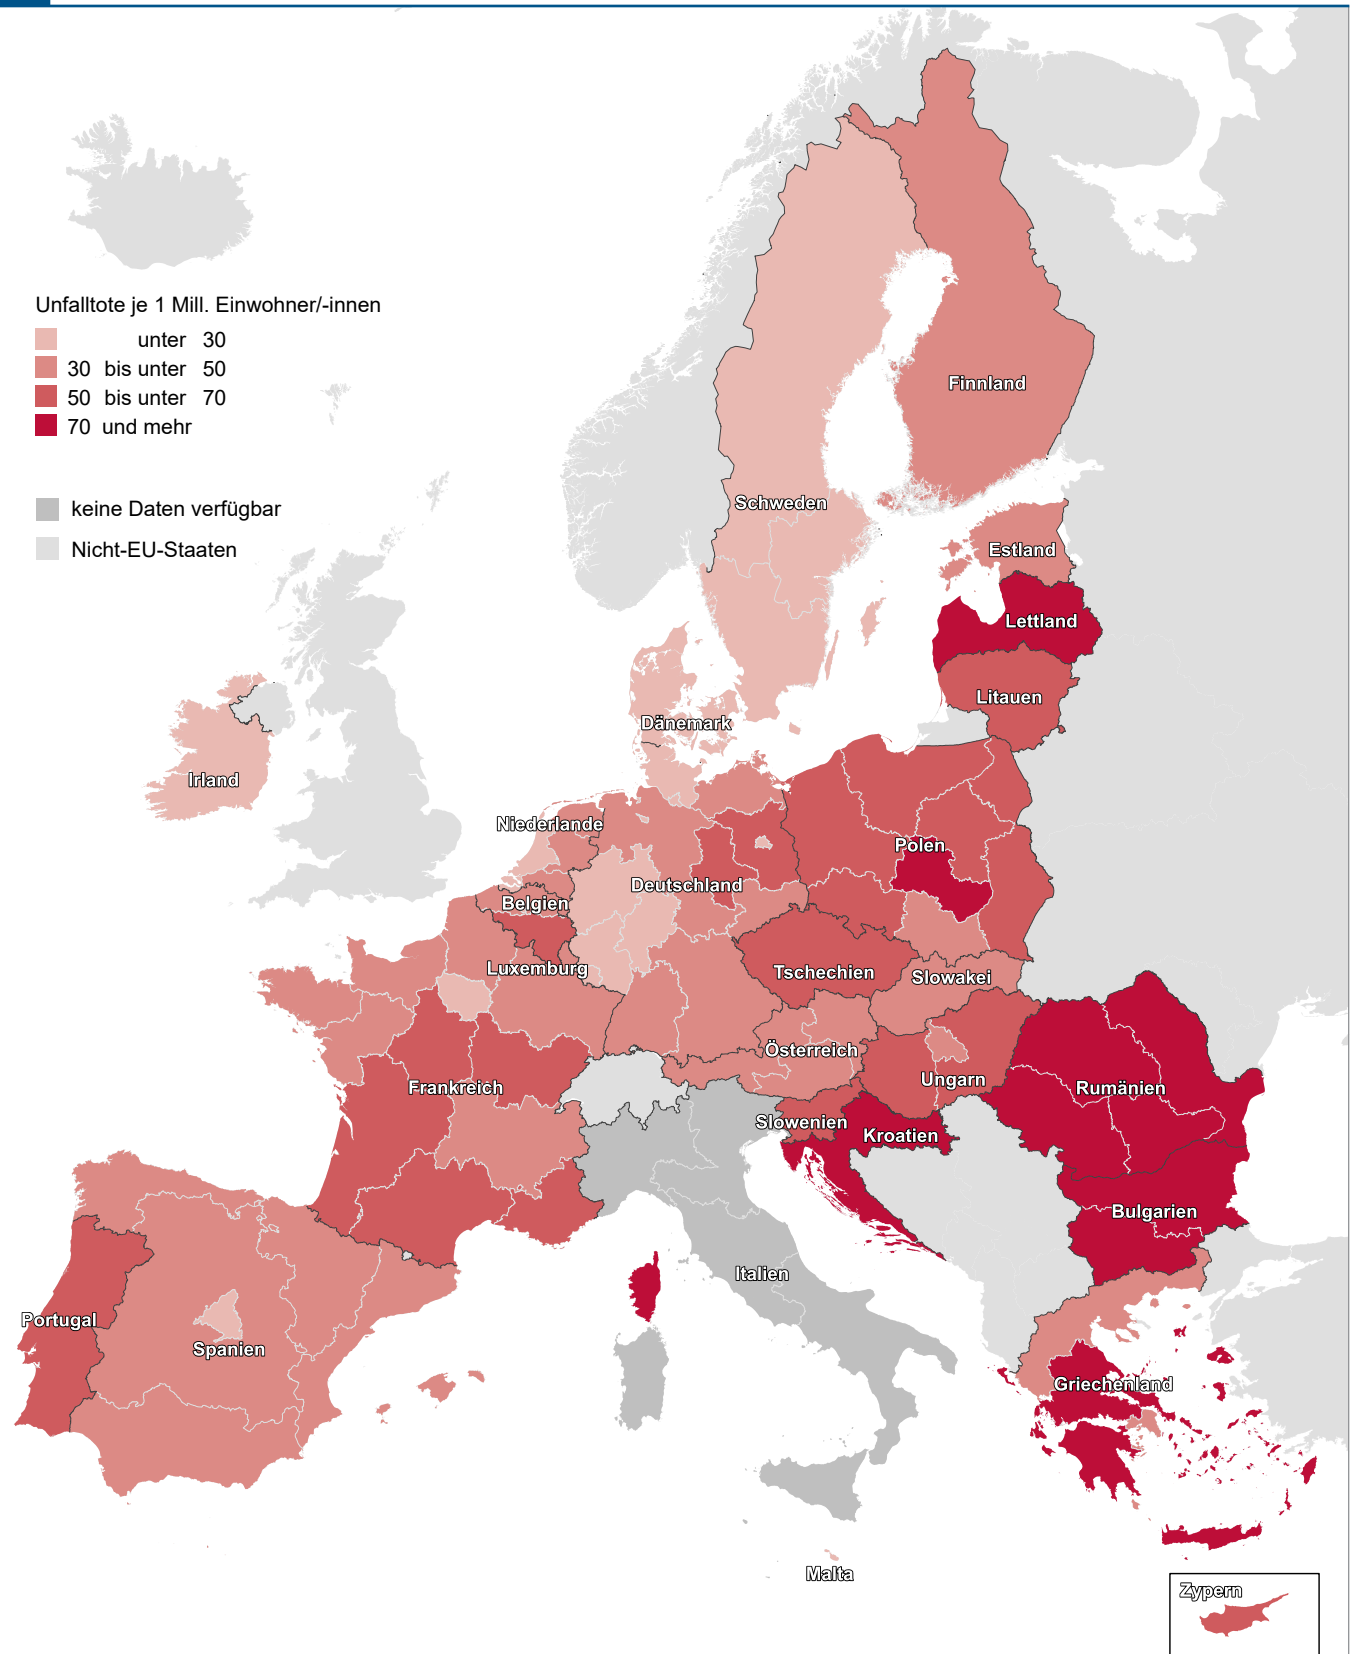 Unfalltote je 1 Mill. Einwohner/-innen
unter 30
30 bis unter 50
50 bis unter 70
70 und mehr
keine Daten verfügbar
Nicht-EU-Staaten
Finnland
Schweden
Estland
Lettland
Litauen
Dänemark
Irland
Niederlande
Polen
Deutschland
Belgien
Luxemburg
Tschechien
Slowakei
Österreich
Ungarn
Frankreich
Rumänien
Slowenien
Kroatien
Bulgarien
Italien
Portugal
Spanien
Griechenland
Malta
Zypern